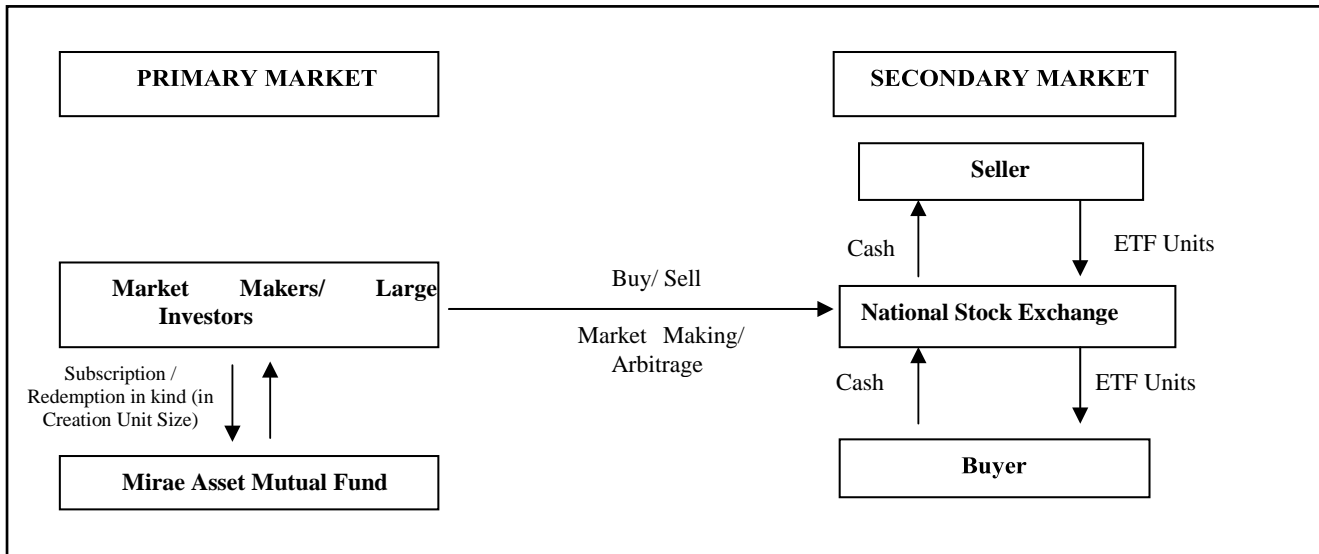 PRIMARY MARKET
SECONDARY MARKET
Seller
Cash
ETF Units
Market Makers/ Large
Investors
Buy/ Sell
Market Making/
Arbitrage
National Stock Exchange
Subscription /
Redemption in kind (in
Creation Unit Size)
Cash
ETF Units
Mirae Asset Mutual Fund
Buyer